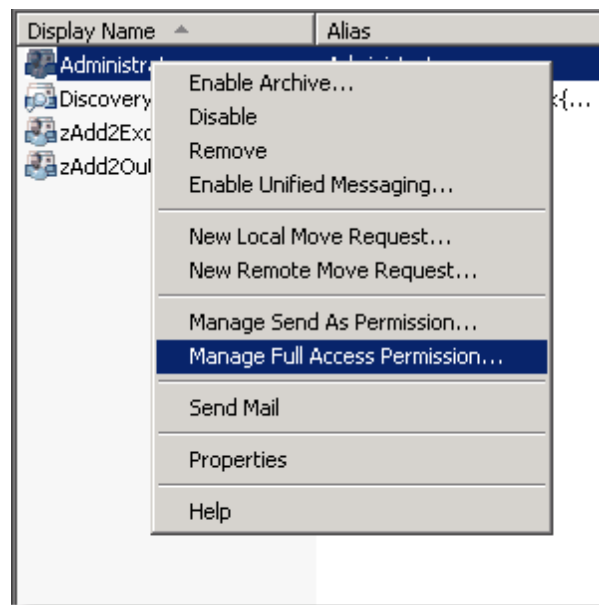 Display Name Alias
Administrat
Discovery
zAdd2Exc
zAdd2Out
Enable Archive...
Disable
Remove
Enable Unified Messaging...
New Local Move Request...
New Remote Move Request...
Manage Send As Permission...
Manage Full Access Permission...
Send Mail
Properties
Help